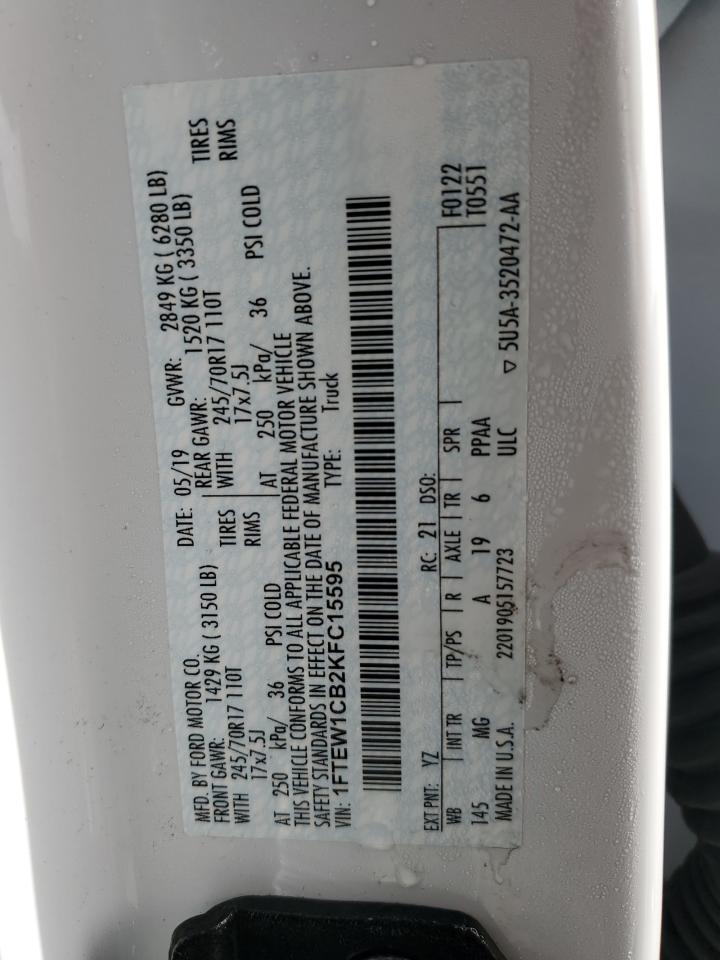 MFD. BY FORD MOTOR CO.
DATE: 05/19 GVWR: 2849 KG ( 6280 LB)
FRONT GAWR: 1429 KG ( 3150 LB) REAR GAWR: 1520 KG ( 3350 LB)
WITH 245/70R17 110T TIRES WITH 245/70R17 110T TIRES
17x7.5J RIMS 17x7.5J RIMS
AT 250 kPa/ 36 PSI COLD AT 250 kPa/ 36 PSI COLD
THIS VEHICLE CONFORMS TO ALL APPLICABLE FEDERAL MOTOR VEHICLE
SAFETY STANDARDS IN EFFECT ON THE DATE OF MANUFACTURE SHOWN ABOVE.
VIN: 1FTEW1CB2KFC15595 TYPE: Truck
EXT PNT: YZ RC: 21 DSO: F0122
WB INT TR TP/PS R AXLE TR SPR T0551
145 MG A 19 6 PPAA
MADE IN U.S.A. 2201905157723 ULC ▽ 5U5A-3520472-AA